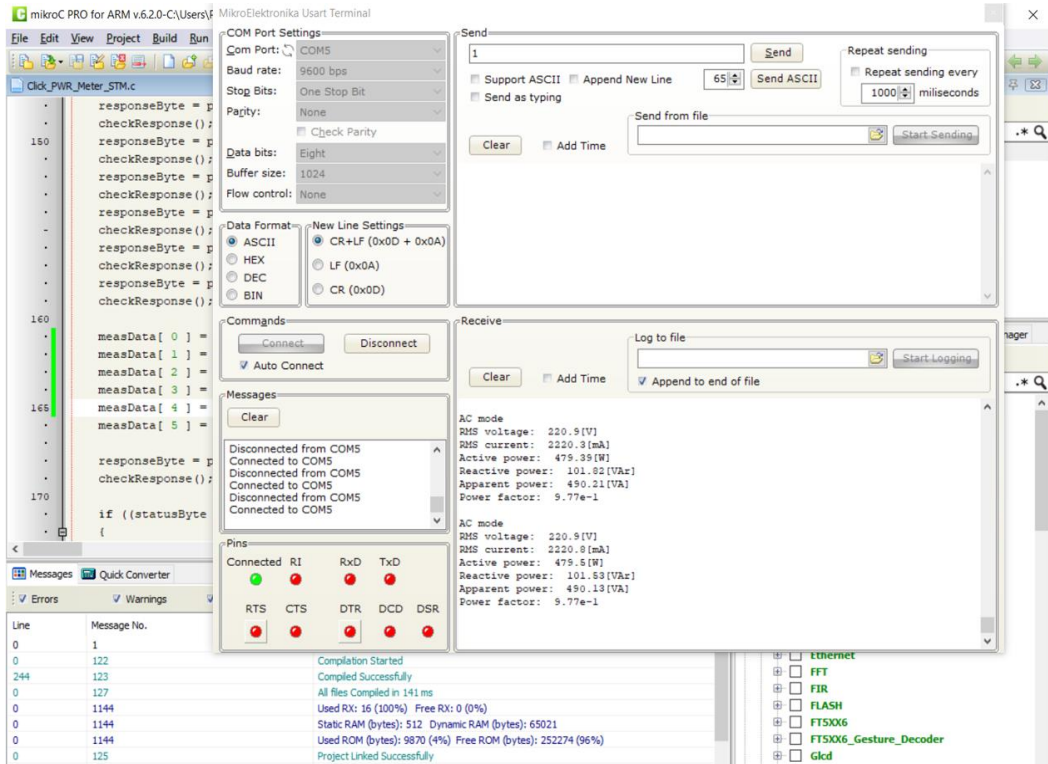 mikroC PRO for ARM v.6.2.0-C:\Users\
MikroElektronika Usart Terminal
File Edit View Project Build Run
Click_PWR_Meter_STM.c
responseByte = p
checkResponse();
150 responseByte = p
checkResponse();
responseByte = p
checkResponse();
responseByte = p
checkResponse();
responseByte = p
checkResponse();
responseByte = p
checkResponse();
160
measData[ 0 ] =
measData[ 1 ] =
measData[ 2 ] =
measData[ 3 ] =
165 measData[ 4 ] =
measData[ 5 ] =
responseByte = p
checkResponse();
170
if ((statusByte
{
COM Port Settings
Com Port: COM5
Baud rate: 9600 bps
Stop Bits: One Stop Bit
Parity: None
Check Parity
Data bits: Eight
Buffer size: 1024
Flow control: None
Data Format
ASCII
HEX
DEC
BIN
New Line Settings
CR+LF (0x0D + 0x0A)
LF (0x0A)
CR (0x0D)
Commands
Connect Disconnect
Auto Connect
Messages
Clear
Disconnected from COM5
Connected to COM5
Disconnected from COM5
Connected to COM5
Disconnected from COM5
Connected to COM5
Pins
Connected RI RxD TxD
RTS CTS DTR DCD DSR
Send
1 Send
Support ASCII Append New Line 65 Send ASCII
Send as typing
Repeat sending
Repeat sending every
1000 miliseconds
Send from file
Clear Add Time Start Sending
Receive
Log to file
Start Logging
Clear Add Time Append to end of file
AC mode
RMS voltage: 220.9[V]
RMS current: 2220.3[mA]
Active power: 479.39[W]
Reactive power: 101.82[VAr]
Apparent power: 490.21[VA]
Power factor: 9.77e-1
AC mode
RMS voltage: 220.9[V]
RMS current: 2220.8[mA]
Active power: 479.5[W]
Reactive power: 101.53[VAr]
Apparent power: 490.13[VA]
Power factor: 9.77e-1
nager
Messages Quick Converter
Errors Warnings
Line Message No.
0 1
0 122 Compilation Started
244 123 Compiled Successfully
0 127 All files Compiled in 141 ms
0 1144 Used RX: 16 (100%) Free RX: 0 (0%)
0 1144 Static RAM (bytes): 512 Dynamic RAM (bytes): 65021
0 1144 Used ROM (bytes): 9870 (4%) Free ROM (bytes): 252274 (96%)
0 125 Project Linked Successfully
Ethernet
FFT
FIR
FLASH
FT5XX6
FT5XX6_Gesture_Decoder
Glcd